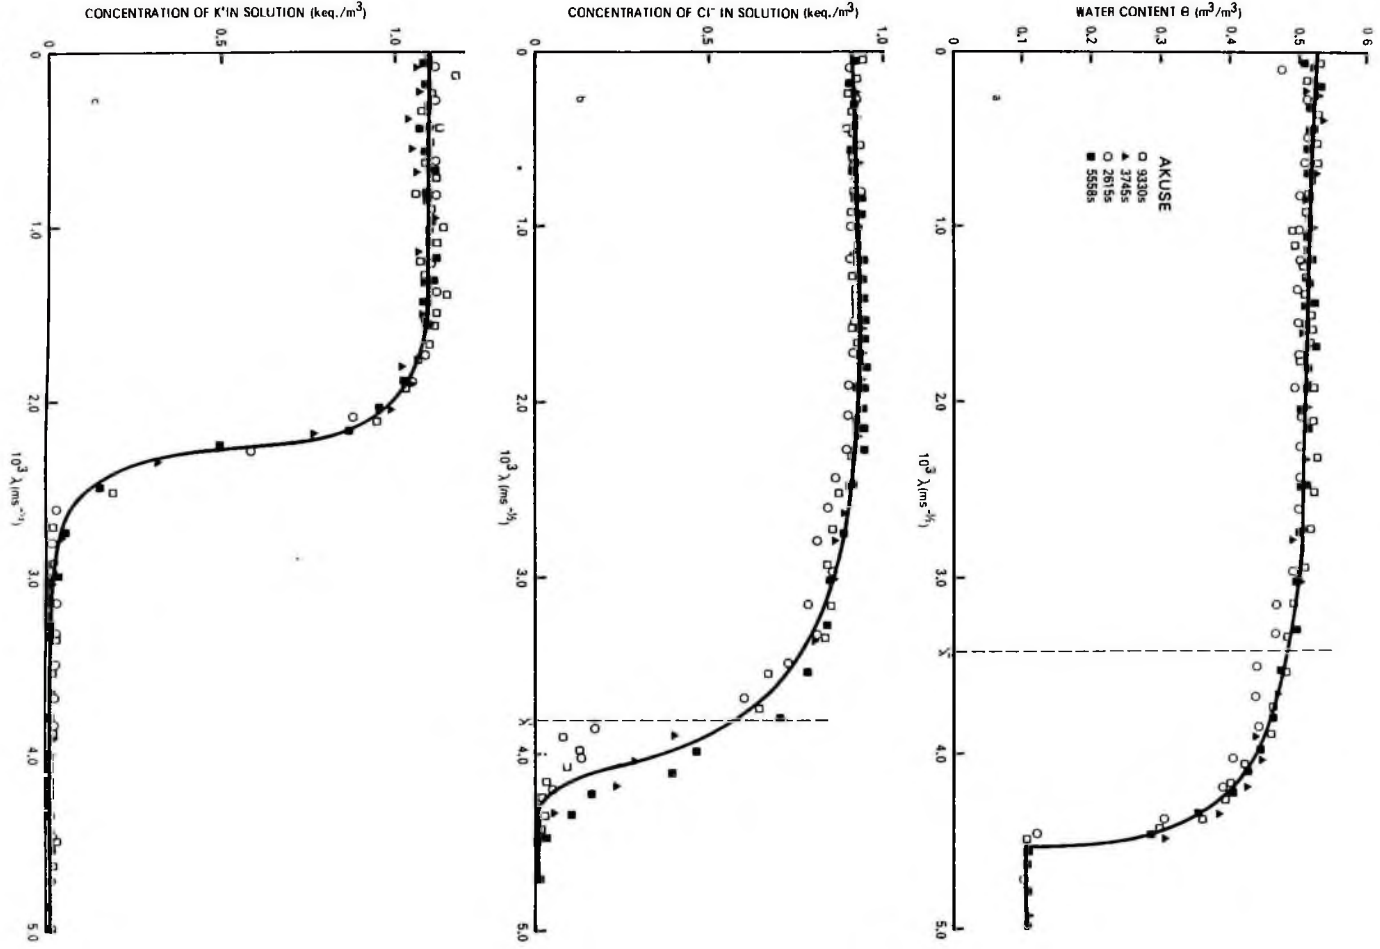 CONCENTRATION OF K⁺ IN SOLUTION (keq./m³)
0
0.5
1.0
c
0
1.0
2.0
3.0
4.0
5.0
10³ λ (ms
CONCENTRATION OF Cl⁻ IN SOLUTION (keq./m³)
0
0.5
1.0
b
0
1.0
2.0
3.0
4.0
5.0
10³ λ (ms⁻½)
WATER CONTENT θ (m³/m³)
0
0.1
0.2
0.3
0.4
0.5
0.6
a
AKUSE
□ 9330s
▲ 3745s
○ 2615s
■ 5558s
0
1.0
2.0
3.0
4.0
5.0
10³ λ (ms⁻½)